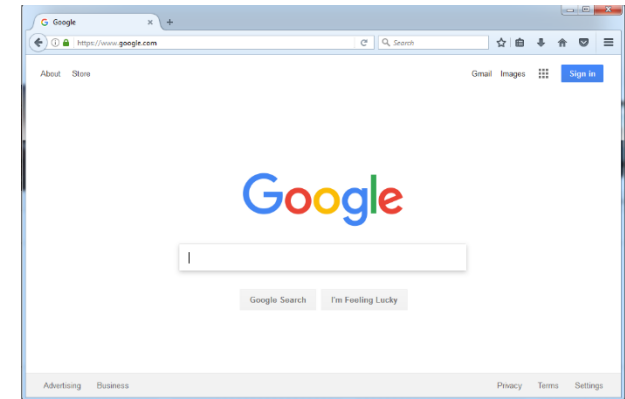 Google
https://www.google.com
Search
About Store
Gmail Images Sign in
Google
Google Search I'm Feeling Lucky
Advertising Business
Privacy Terms Settings